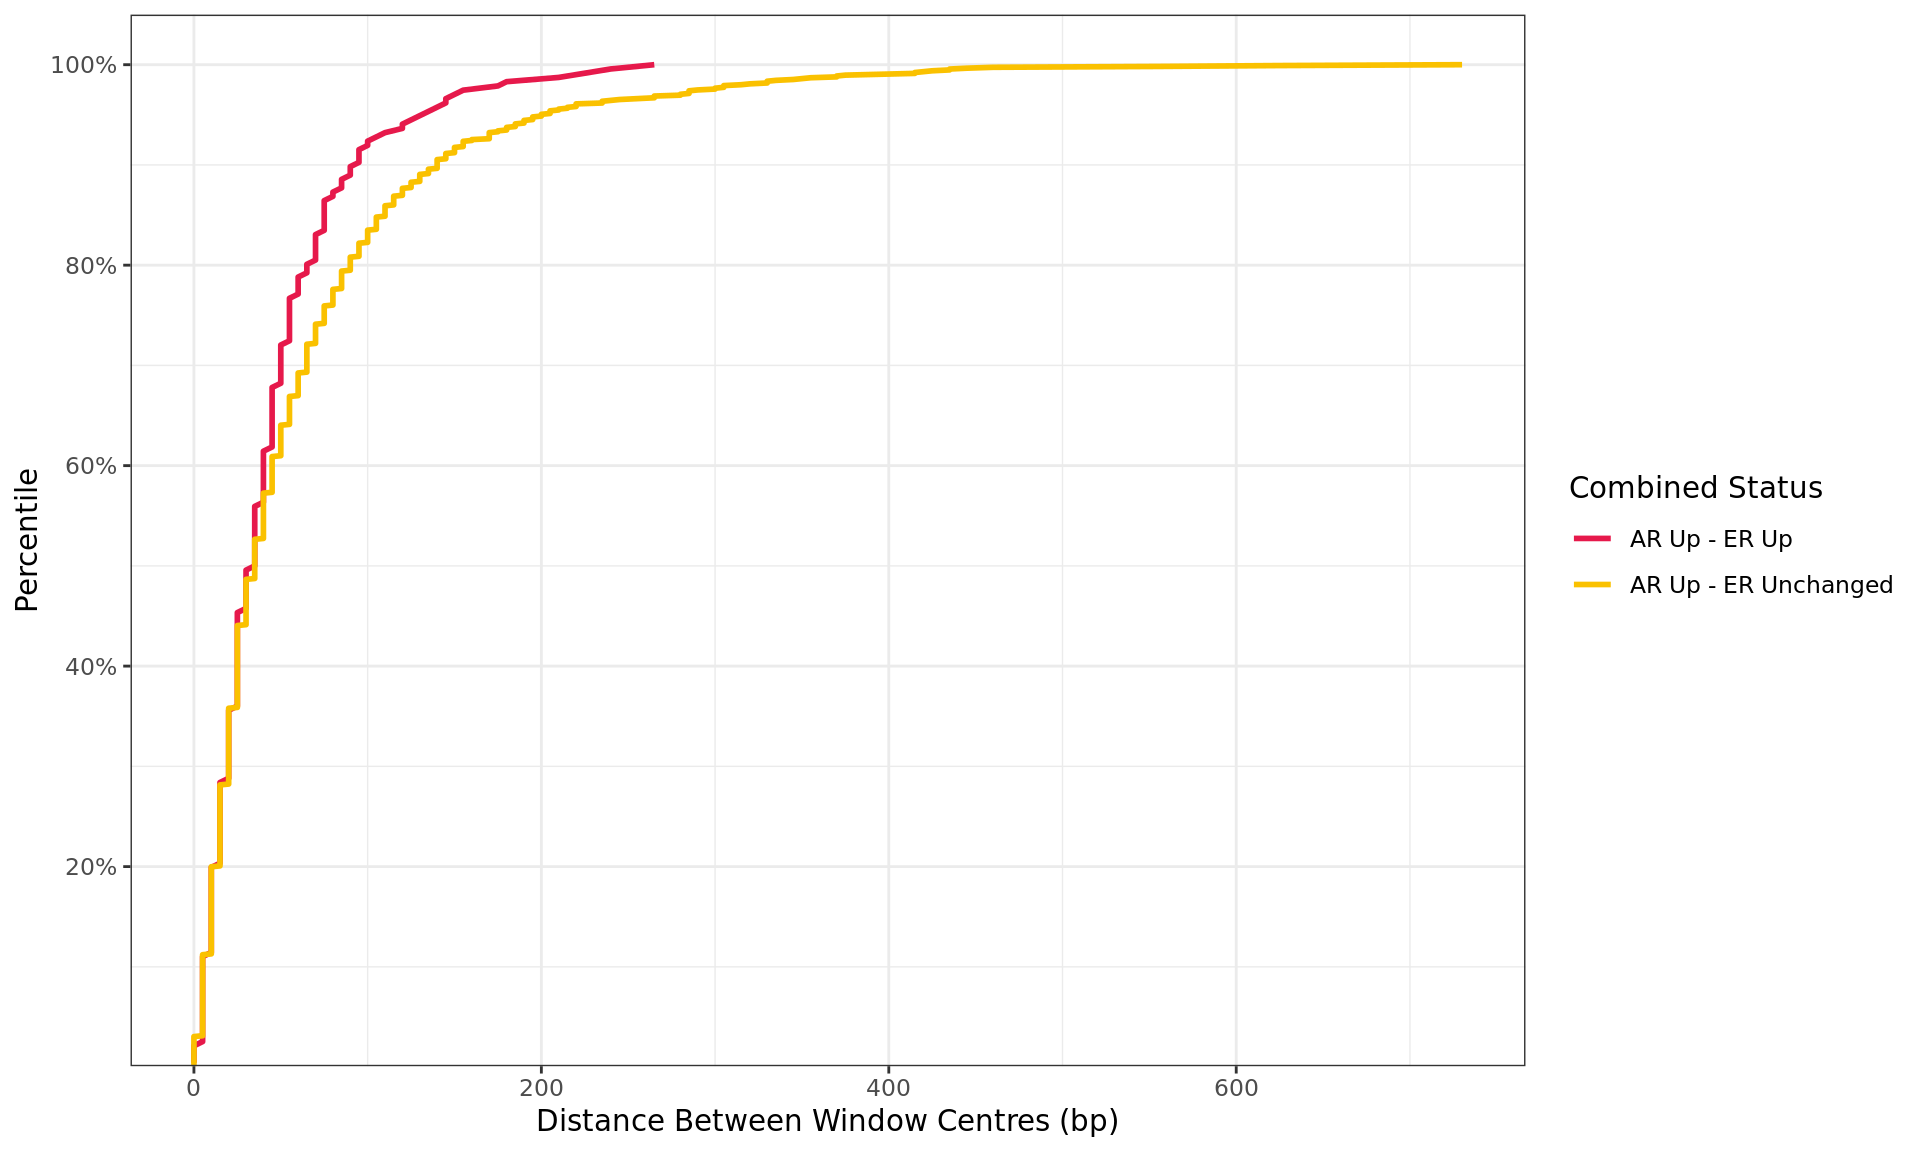 100%
80%
60%
40%
20%
Percentile
0 200 400 600
Distance Between Window Centres (bp)
Combined Status
AR Up - ER Up
AR Up - ER Unchanged